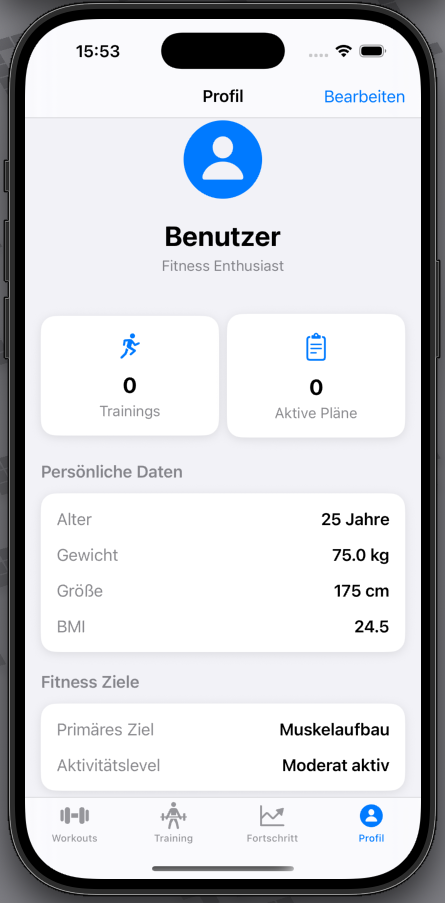 15:53
Profil
Bearbeiten
Benutzer
Fitness Enthusiast
0
Trainings
0
Aktive Pläne
Persönliche Daten
Alter 25 Jahre
Gewicht 75.0 kg
Größe 175 cm
BMI 24.5
Fitness Ziele
Primäres Ziel Muskelaufbau
Aktivitätslevel Moderat aktiv
Workouts
Training
Fortschritt
Profil